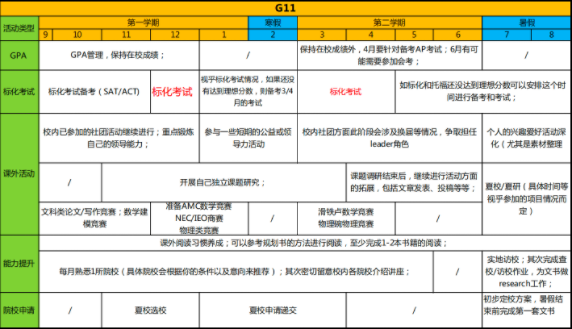 G11
活动类型
第一学期
寒假
第二学期
暑假
9
10
11
12
1
2
3
4
5
6
7
8
GPA
GPA管理，保持在校成绩；
/
保持在校成绩外，4月要针对备考AP考试；6月有可
能需要参加会考；
/
标化考试
标化考试备考（SAT/ACT)
标化考试
视乎标化考试情况，如果还没
有达到理想分数，则备考3/4
月的考试
标化考试
如标化和托福还没达到理想分数可以安排这个时
间进行备考和考试；
课外活动
校内已参加的社团活动继续进行；重点锻炼
自己的领导能力；
参与一些短期的公益或领
导力活动
校内社团方面此阶段会涉及换届等情况，争取担任
leader角色
个人的兴趣爱好活动深
化（尤其是素材整理
/
开展自己独立课题研究；
课题调研结束后，继续进行活动方面
的拓展，包括文章发表、投稿等等；
夏校/夏研（具体时间等
视乎参加的项目情况而
定）
文科类论文/写作竞赛；数学建
模竞赛
准备AMC数学竞赛
NEC/IEO商赛
物理类竞赛
/
滑铁卢数学竞赛
物理碗物理竞赛
/
能力提升
课外阅读习惯养成；可以参考规划书的方法进行阅读，至少完成1-2本书籍的阅读；
每月熟悉1所院校（具体院校会根据你的条件以及意向来推荐）；其次密切留意校内各院校介绍讲座；
/
实地访校；其次完成查
校/访校作业，为文书做
research工作；
院校申请
/
夏校选校
夏校申请递交
/
初步定校方案，暑假结
束前完成第一套文书